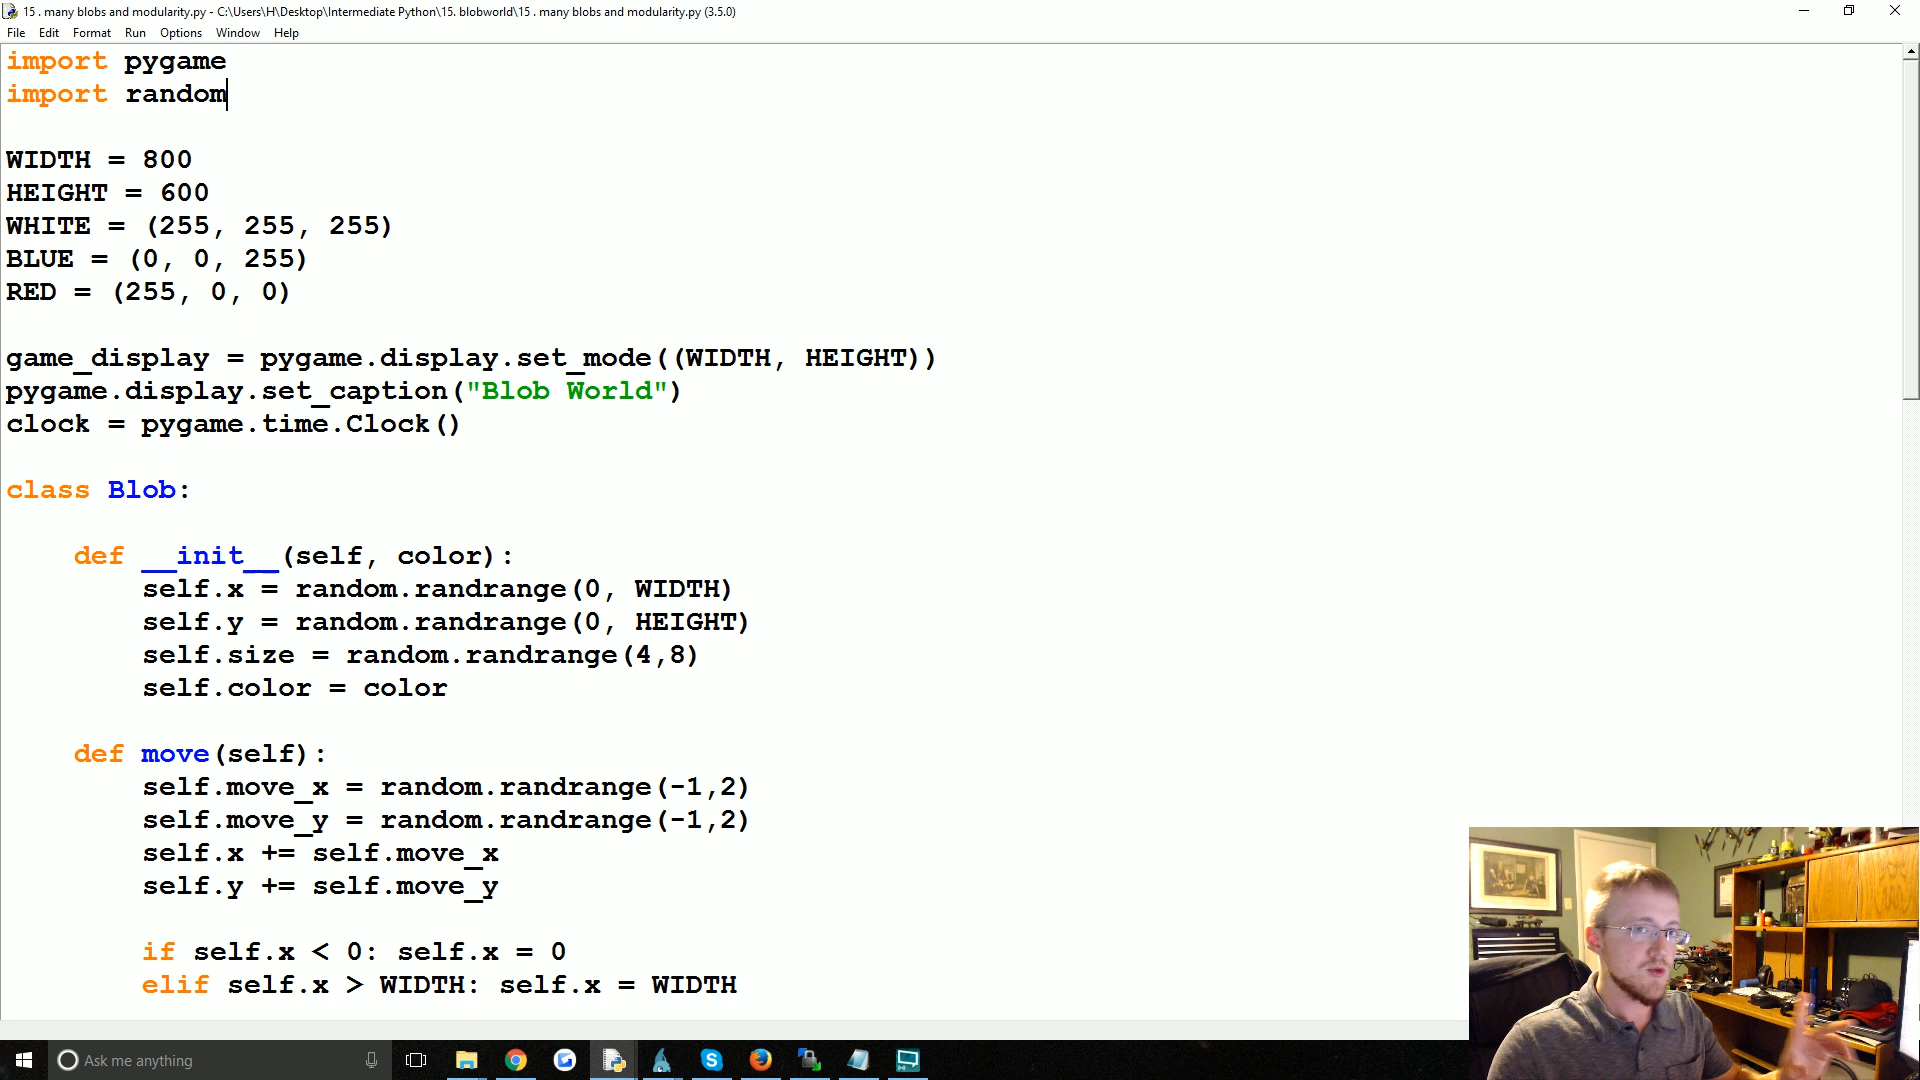 15 . many blobs and modularity.py - C:\Users\H\Desktop\Intermediate Python\15. blobworld\15 . many blobs and modularity.py (3.5.0)
File Edit Format Run Options Window Help
import pygame
import random
WIDTH = 800
HEIGHT = 600
WHITE = (255, 255, 255)
BLUE = (0, 0, 255)
RED = (255, 0, 0)
game_display = pygame.display.set_mode((WIDTH, HEIGHT))
pygame.display.set_caption("Blob World")
clock = pygame.time.Clock()
class Blob:
def __init__(self, color):
self.x = random.randrange(0, WIDTH)
self.y = random.randrange(0, HEIGHT)
self.size = random.randrange(4,8)
self.color = color
def move(self):
self.move_x = random.randrange(-1,2)
self.move_y = random.randrange(-1,2)
self.x += self.move_x
self.y += self.move_y
if self.x < 0: self.x = 0
elif self.x > WIDTH: self.x = WIDTH
Ask me anything